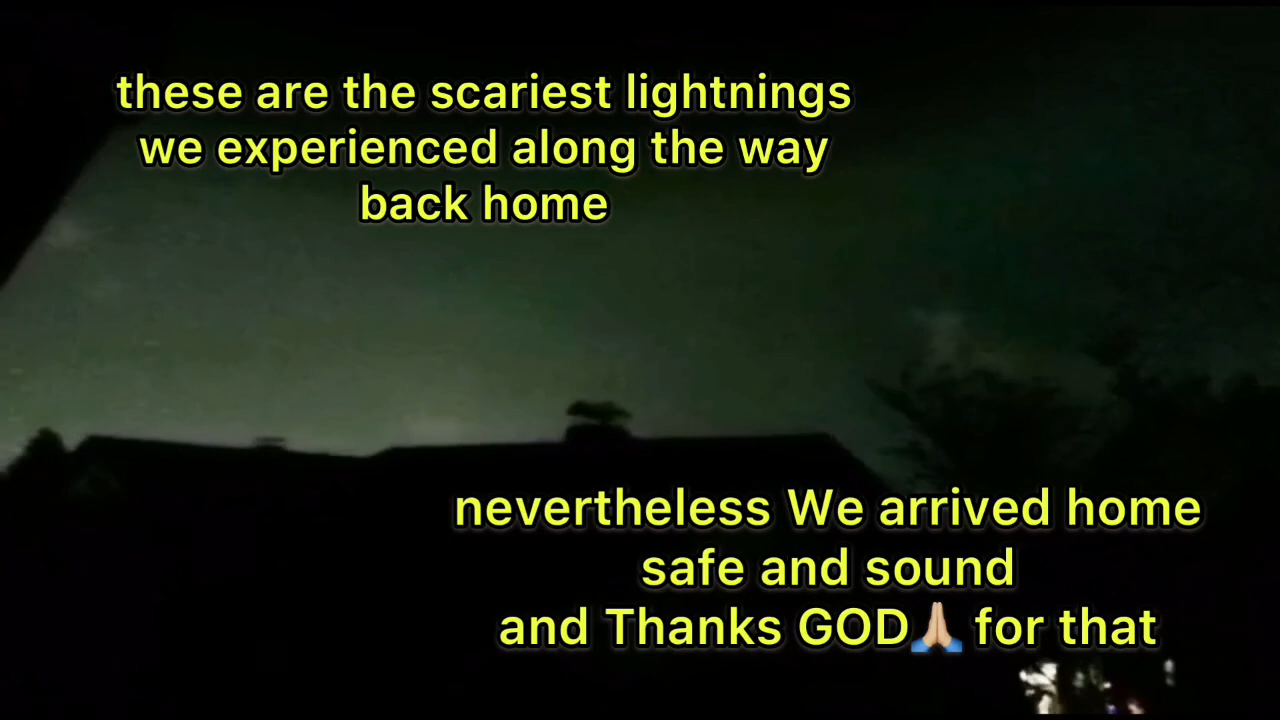 these are the scariest lightnings
we experienced along the way
back home
nevertheless We arrived home
safe and sound
and Thanks GOD🙏🏼 for that